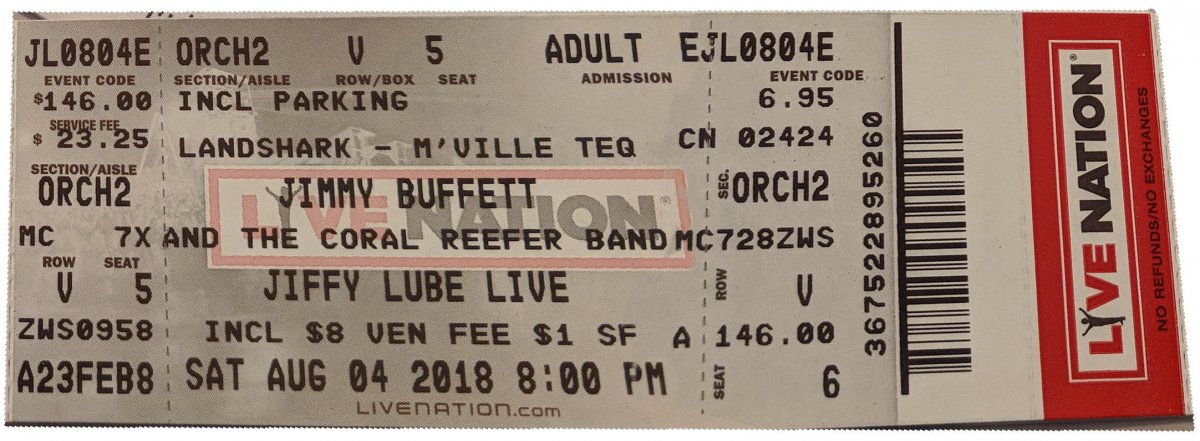 JL0804E ORCH2 V 5 ADULT EJL0804E
EVENT CODE SECTION/AISLE ROW/BOX SEAT ADMISSION EVENT CODE
$146.00 INCL PARKING 6.95
SERVICE FEE
$ 23.25 LANDSHARK - M'VILLE TEQ CN 02424
SECTION/AISLE
ORCH2 JIMMY BUFFETT SEC. ORCH2
LIVE NATION®
MC 7X AND THE CORAL REEFER BAND MC728ZWS
ROW SEAT
V 5 JIFFY LUBE LIVE ROW V
ZWS0958 INCL $8 VEN FEE $1 SF A 146.00
A23FEB8 SAT AUG 04 2018 8:00 PM SEAT 6
LIVENATION.com
3675228895260
LIVE NATION®
NO REFUNDS/NO EXCHANGES